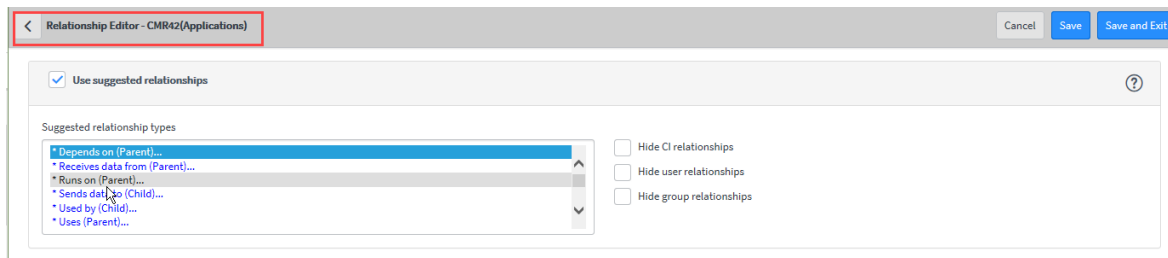 Relationship Editor - CMR42(Applications)
Cancel
Save
Save and Exit
Use suggested relationships
Suggested relationship types
* Depends on (Parent)...
* Receives data from (Parent)...
* Runs on (Parent)...
* Sends data to (Child)...
* Used by (Child)...
* Uses (Parent)...
Hide CI relationships
Hide user relationships
Hide group relationships